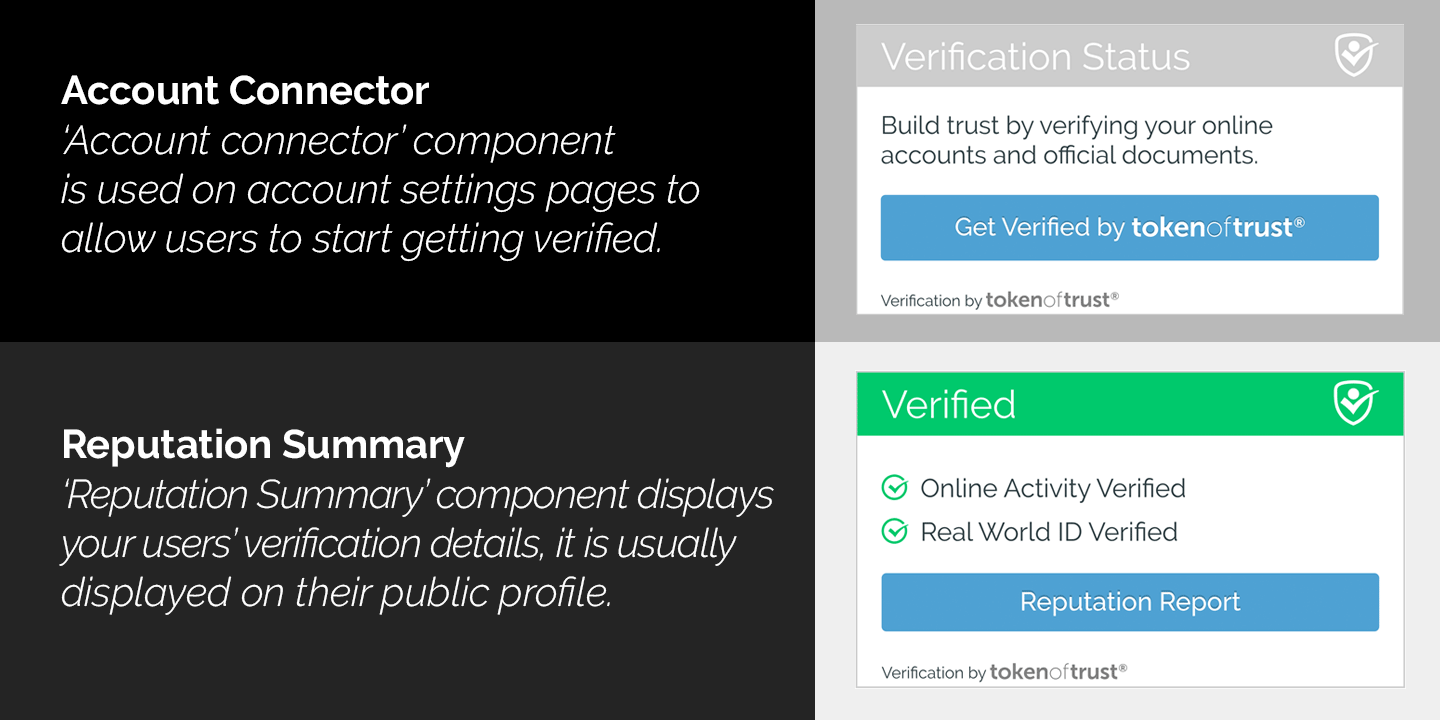 Account Connector
‘Account connector’ component
is used on account settings pages to
allow users to start getting verified.
Verification Status
Build trust by verifying your online
accounts and official documents.
Get Verified by tokenoftrust®
Verification by tokenoftrust®
Reputation Summary
‘Reputation Summary’ component displays
your users’ verification details, it is usually
displayed on their public profile.
Verified
Online Activity Verified
Real World ID Verified
Reputation Report
Verification by tokenoftrust®